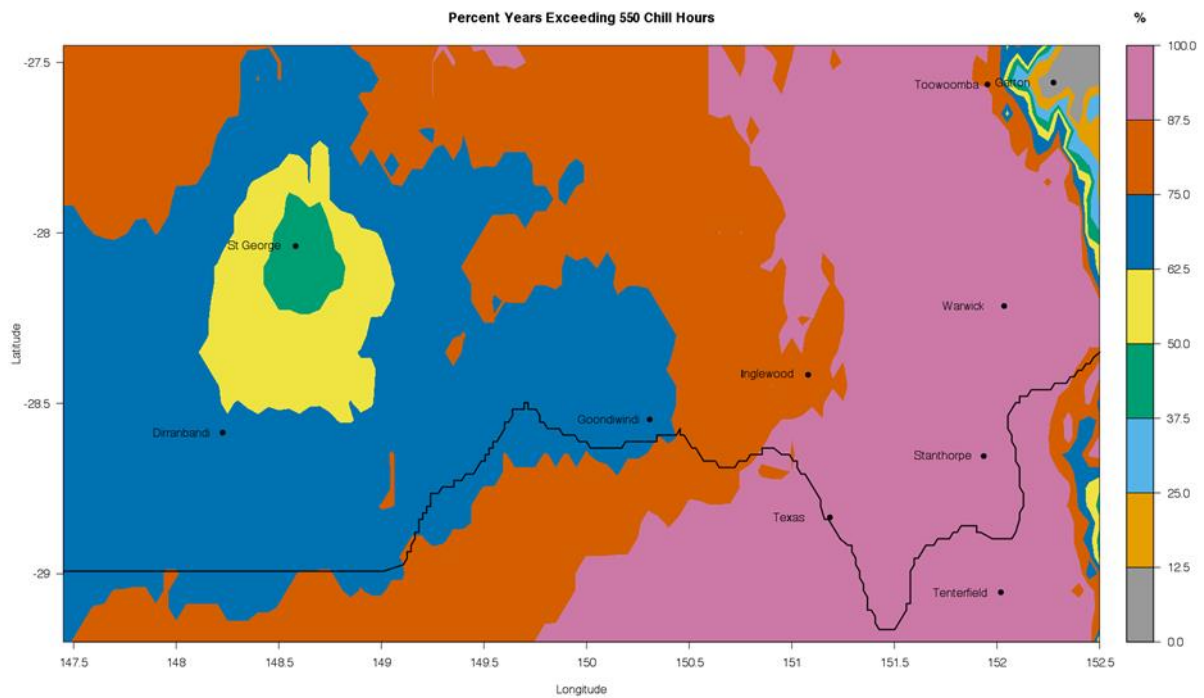 Percent Years Exceeding 550 Chill Hours
%
-27.5
-28
-28.5
-29
Latitude
Toowoomba
Gatton
St George
Warwick
Inglewood
Goondiwindi
Dirranbandi
Stanthorpe
Texas
Tenterfield
100.0
87.5
75.0
62.5
50.0
37.5
25.0
12.5
0.0
147.5 148 148.5 149 149.5 150 150.5 151 151.5 152 152.5
Longitude